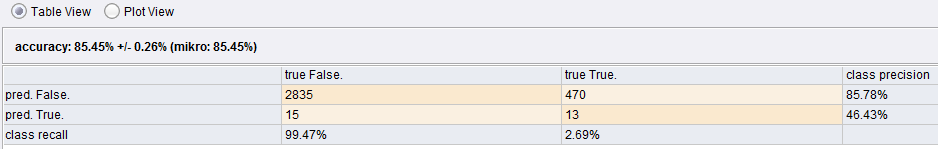 Table View Plot View
accuracy: 85.45% +/- 0.26% (mikro: 85.45%)
true False. true True. class precision
pred. False. 2835 470 85.78%
pred. True. 15 13 46.43%
class recall 99.47% 2.69%